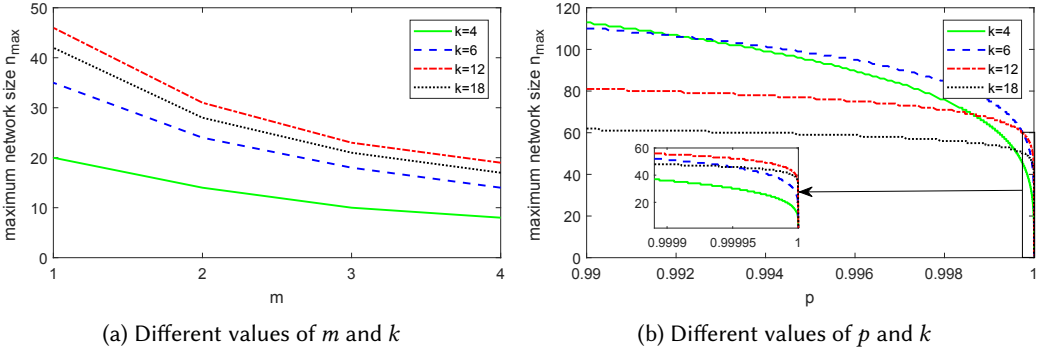 50
40
30
20
10
0
maximum network size n_max
1
2
3
4
m
k=4
k=6
k=12
k=18
(a) Different values of m and k
120
100
80
60
40
20
0
maximum network size n_max
0.99
0.992
0.994
0.996
0.998
1
p
k=4
k=6
k=12
k=18
60
40
20
0.9999
0.99995
1
(b) Different values of p and k